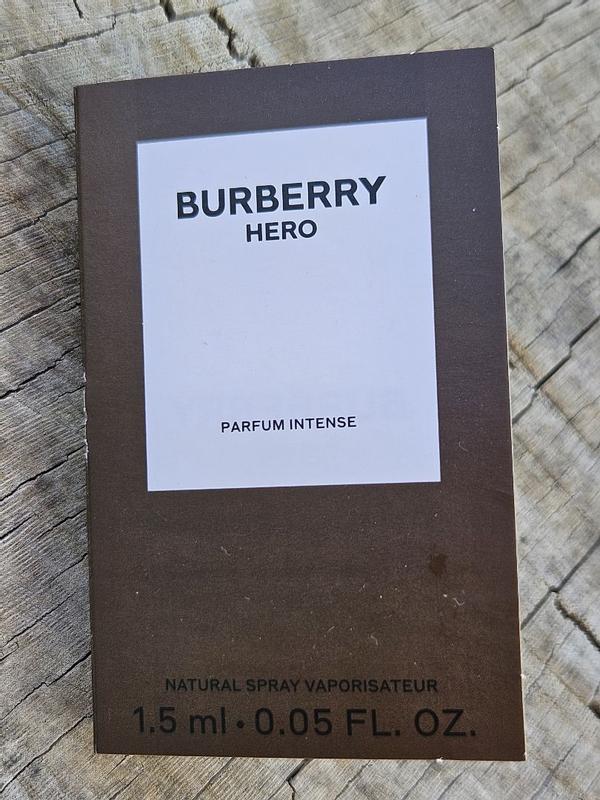 BURBERRY
HERO
PARFUM INTENSE
NATURAL SPRAY VAPORISATEUR
1.5 ml • 0.05 FL. OZ.